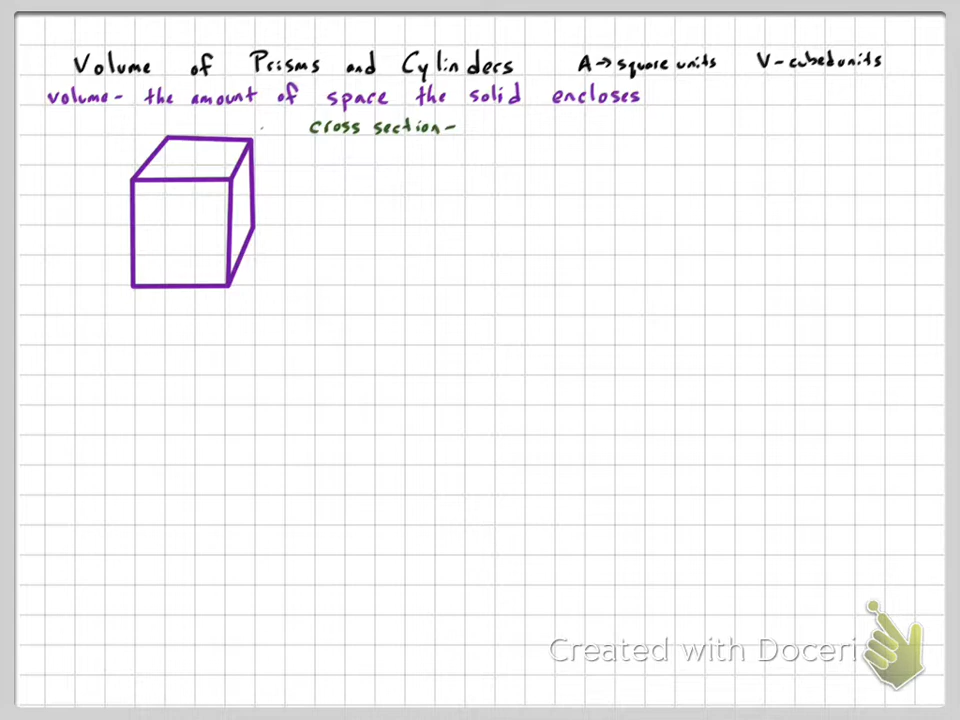 Volume of Prisms and Cylinders A→square units V-cubed units
volume- the amount of space the solid encloses
cross section-
Created with Doceri